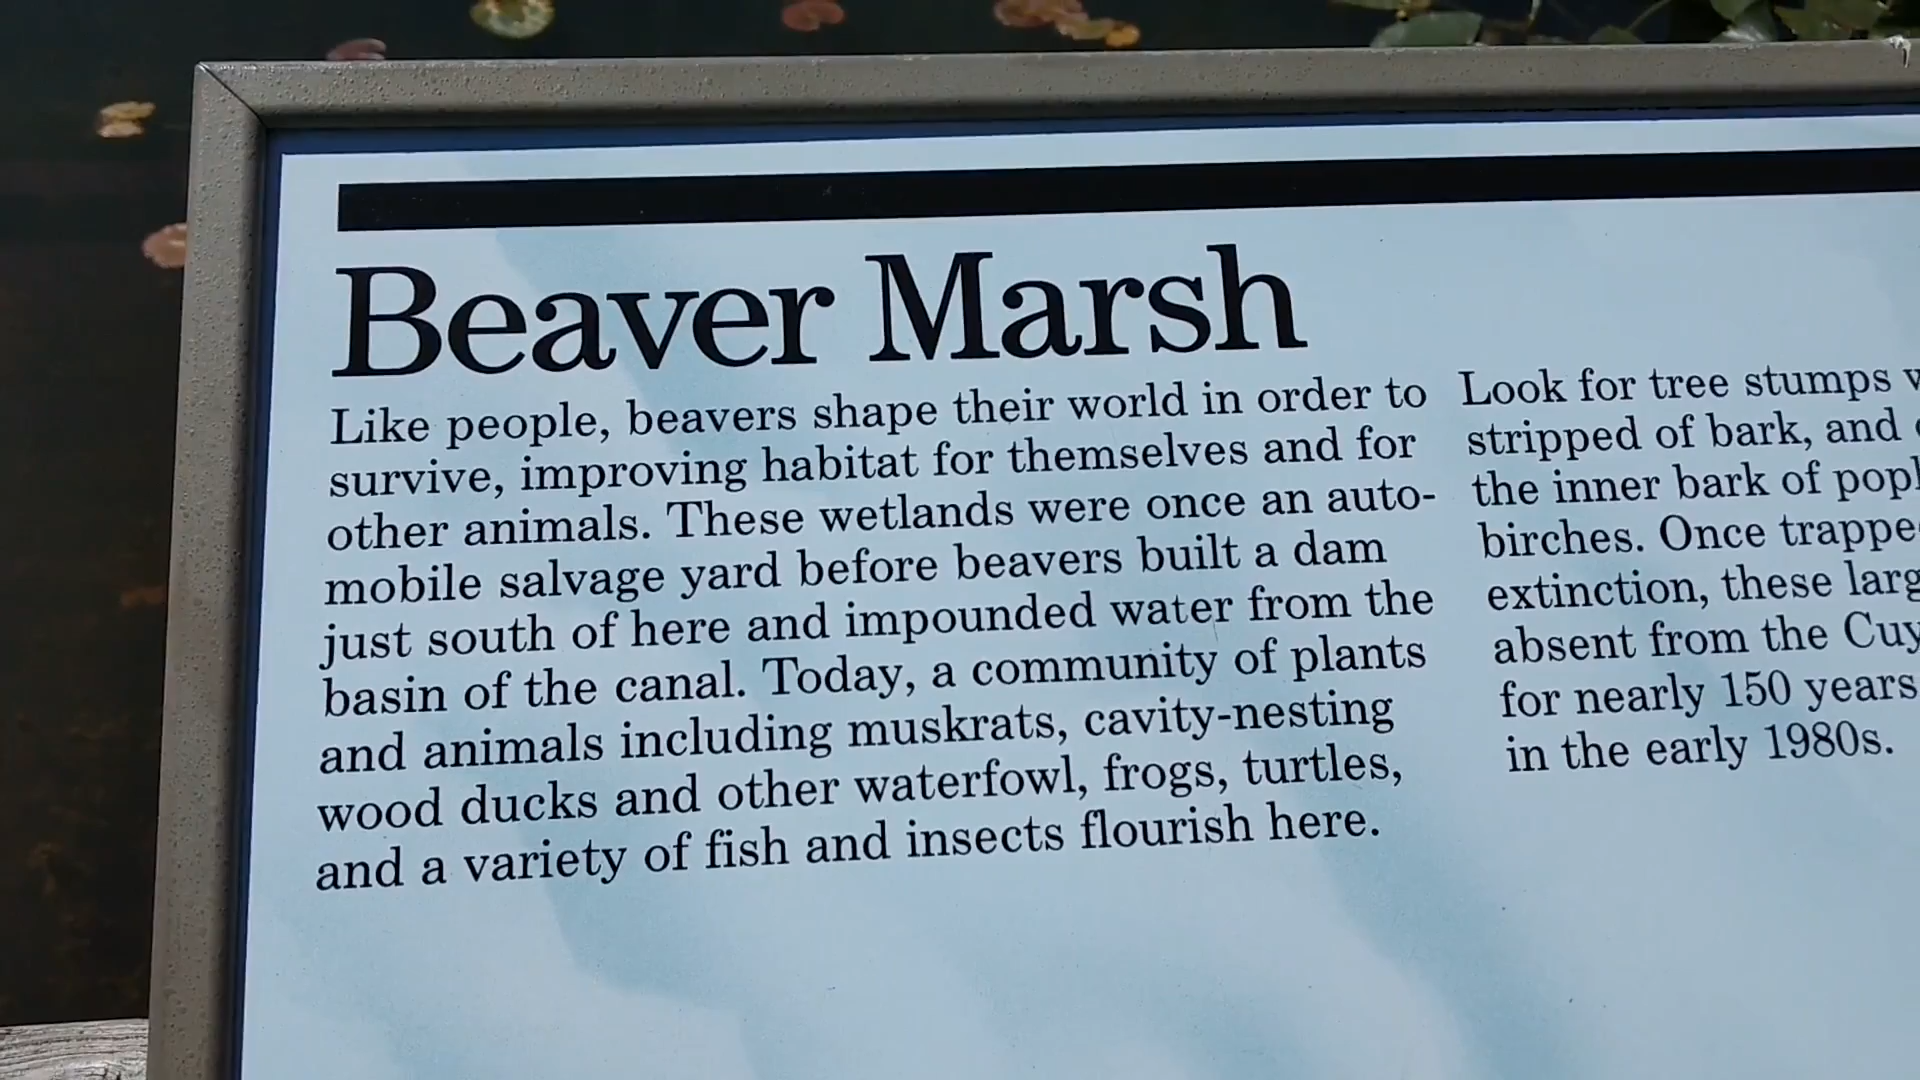 Beaver Marsh
Like people, beavers shape their world in order to
survive, improving habitat for themselves and for
other animals. These wetlands were once an auto-
mobile salvage yard before beavers built a dam
just south of here and impounded water from the
basin of the canal. Today, a community of plants
and animals including muskrats, cavity-nesting
wood ducks and other waterfowl, frogs, turtles,
and a variety of fish and insects flourish here.
Look for tree stumps
stripped of bark, and
the inner bark of
birches. Once
extinction, these
absent from the
for nearly 150 years
in the early 1980s.